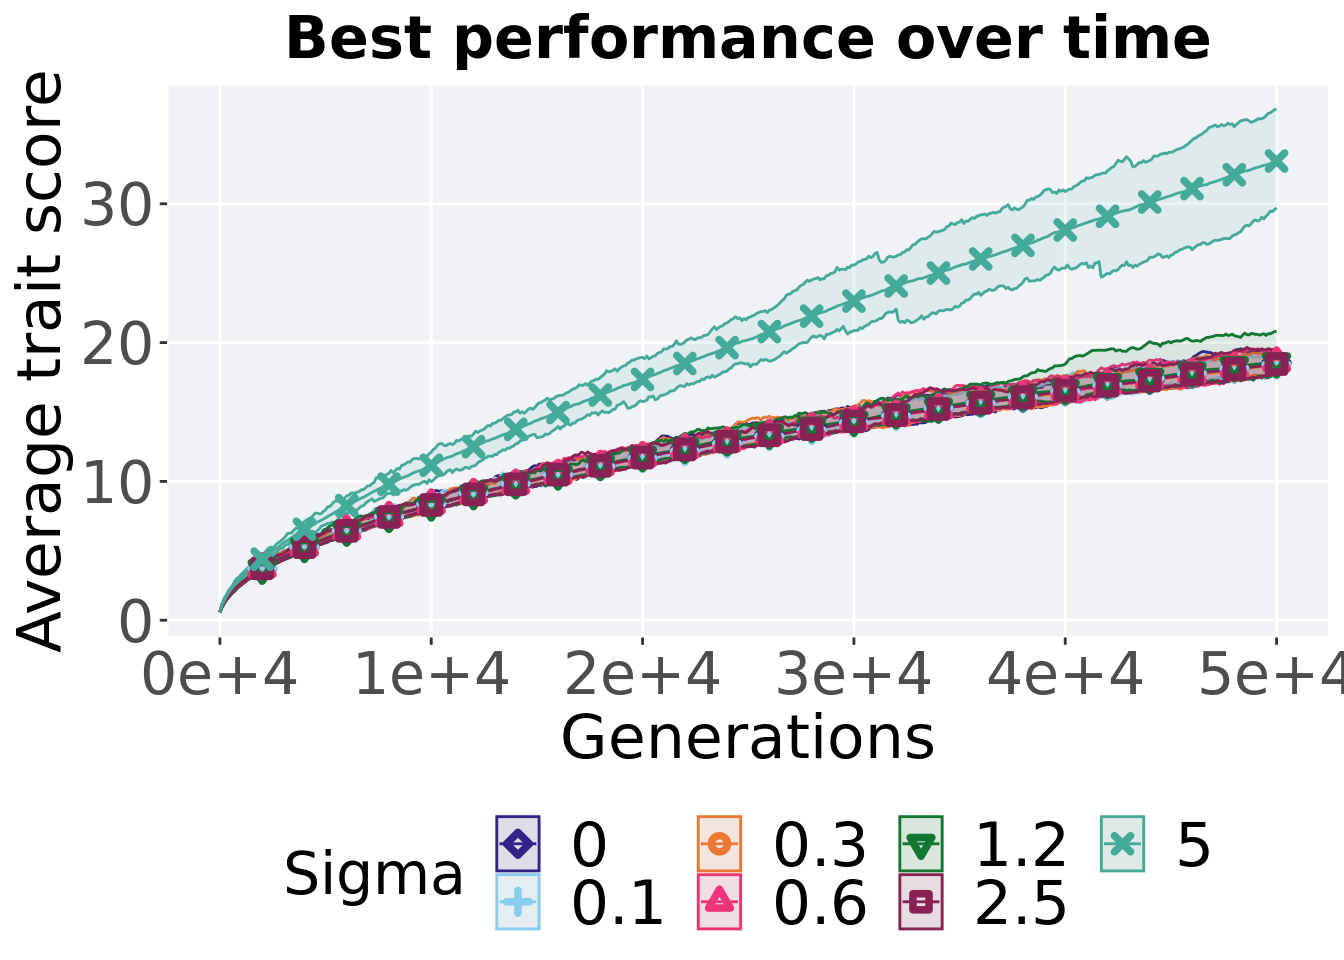 Best performance over time
Average trait score
30
20
10
0
0e+4 1e+4 2e+4 3e+4 4e+4 5e+4
Generations
Sigma
0 0.3 1.2 5
0.1 0.6 2.5